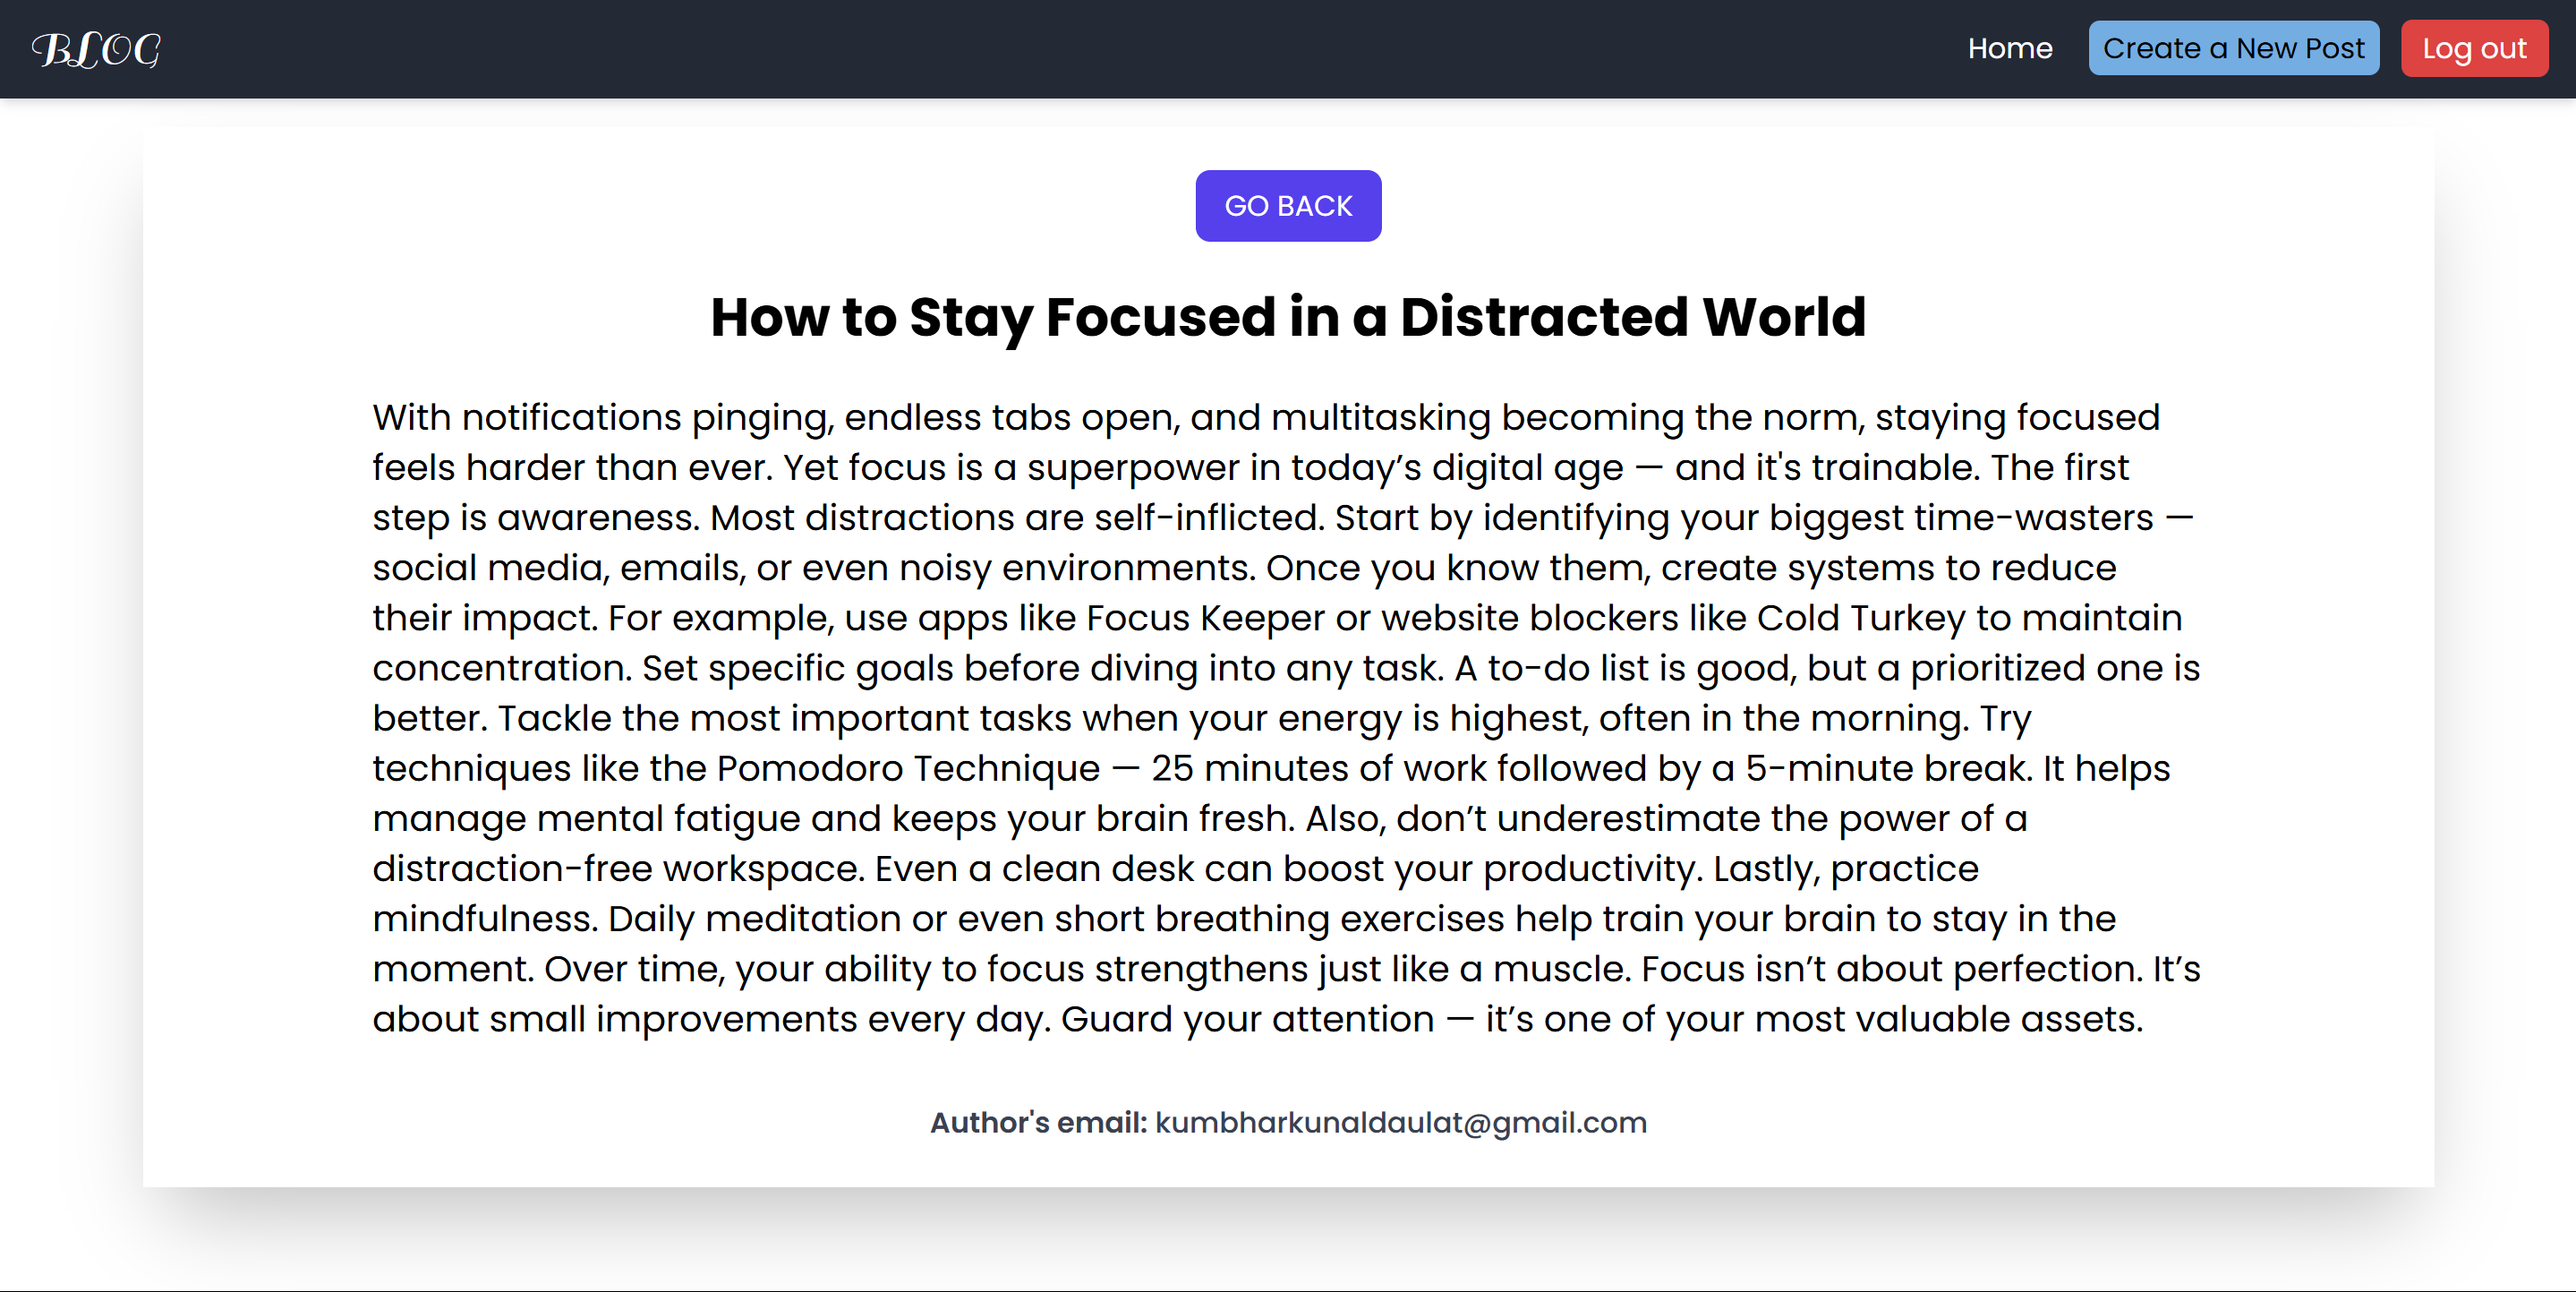 BLOG
Home
Create a New Post
Log out
GO BACK
How to Stay Focused in a Distracted World
With notifications pinging, endless tabs open, and multitasking becoming the norm, staying focused
feels harder than ever. Yet focus is a superpower in today’s digital age — and it's trainable. The first
step is awareness. Most distractions are self-inflicted. Start by identifying your biggest time-wasters —
social media, emails, or even noisy environments. Once you know them, create systems to reduce
their impact. For example, use apps like Focus Keeper or website blockers like Cold Turkey to maintain
concentration. Set specific goals before diving into any task. A to-do list is good, but a prioritized one is
better. Tackle the most important tasks when your energy is highest, often in the morning. Try
techniques like the Pomodoro Technique — 25 minutes of work followed by a 5-minute break. It helps
manage mental fatigue and keeps your brain fresh. Also, don’t underestimate the power of a
distraction-free workspace. Even a clean desk can boost your productivity. Lastly, practice
mindfulness. Daily meditation or even short breathing exercises help train your brain to stay in the
moment. Over time, your ability to focus strengthens just like a muscle. Focus isn’t about perfection. It’s
about small improvements every day. Guard your attention — it’s one of your most valuable assets.
Author's email: kumbharkunaldaulat@gmail.com